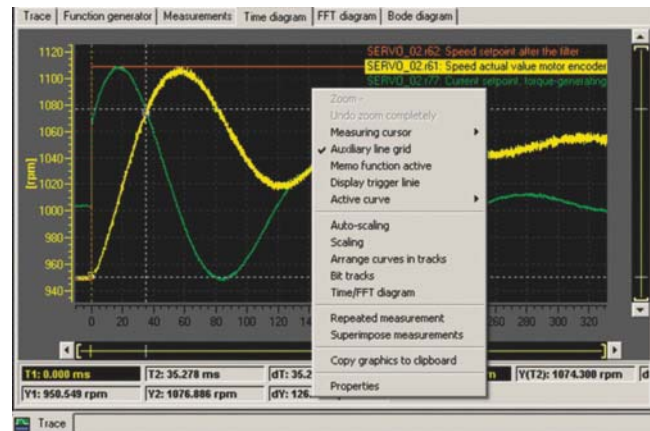 Trace Function generator Measurements Time diagram FFT diagram Bode diagram
1120
1100
1080
1060
1040
1020
1000
980
960
940
[rpm]
SERVO_02.r62: Speed setpoint after the filter
SERVO_02.r61: Speed actual value motor encoder
SERVO_02.r77: Current setpoint, torque-generating
Zoom -
Undo zoom completely
Measuring cursor
Auxiliary line grid
Memo function active
Display trigger linie
Active curve
Auto-scaling
Scaling
Arrange curves in tracks
Bit tracks
Time/FFT diagram
Repeated measurement
Superimpose measurements
Copy graphics to clipboard
Properties
0 20 40 60 80 100 120 260 280 300 320
T1: 0.000 ms T2: 35.278 ms dT: 35.2 Y(T2): 1074.300 rpm
Y1: 950.549 rpm Y2: 1076.886 rpm dY: 126.
Trace